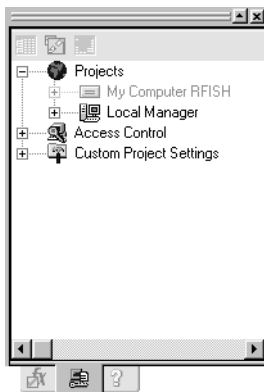 Projects
My Computer RFISH
Local Manager
Access Control
Custom Project Settings